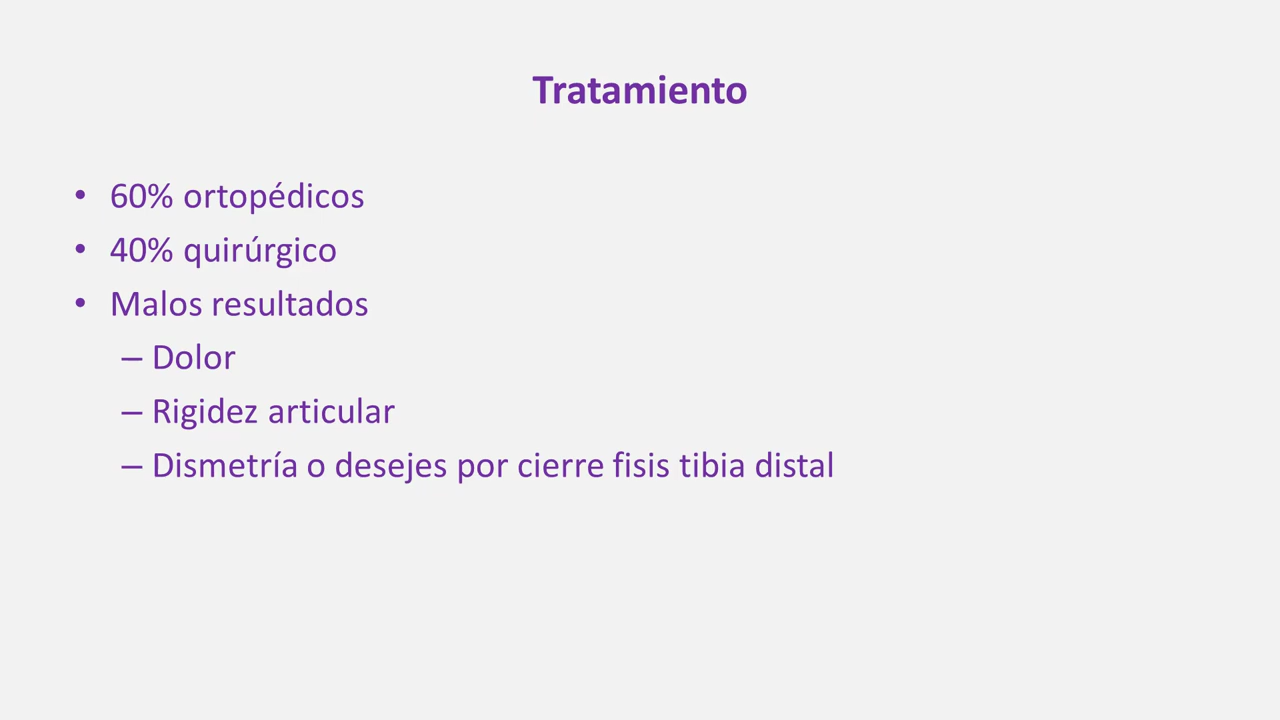 Tratamiento
• 60% ortopédicos
• 40% quirúrgico
• Malos resultados
– Dolor
– Rigidez articular
– Dismetría o desejes por cierre fisis tibia distal